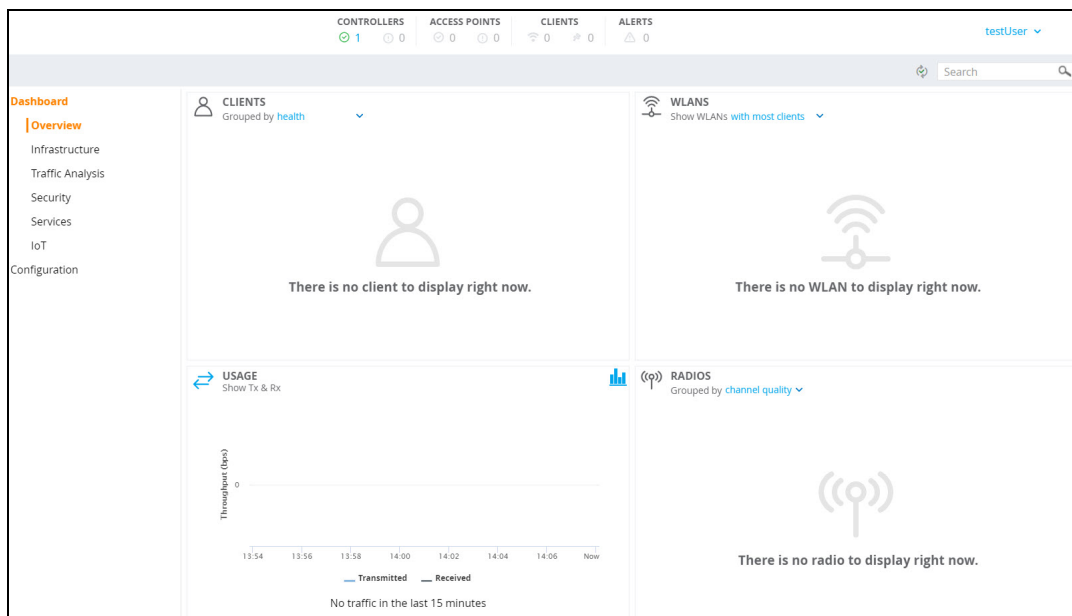 CONTROLLERS ACCESS POINTS CLIENTS ALERTS
1 0 0 0 0 0 0
testUser
Search
Dashboard
Overview
Infrastructure
Traffic Analysis
Security
Services
IoT
Configuration
CLIENTS
Grouped by health
There is no client to display right now.
WLANS
Show WLANs with most clients
There is no WLAN to display right now.
USAGE
Show Tx & Rx
Throughput (bps)
0
13:54 13:56 13:58 14:00 14:02 14:04 14:06 Now
Transmitted Received
No traffic in the last 15 minutes
RADIOS
Grouped by channel quality
There is no radio to display right now.